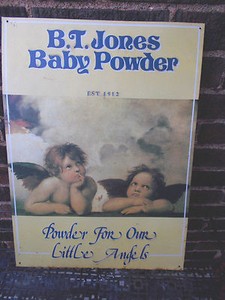 B.T. Jones
Baby Powder
EST. 1912
Powder For Our
Little Angels